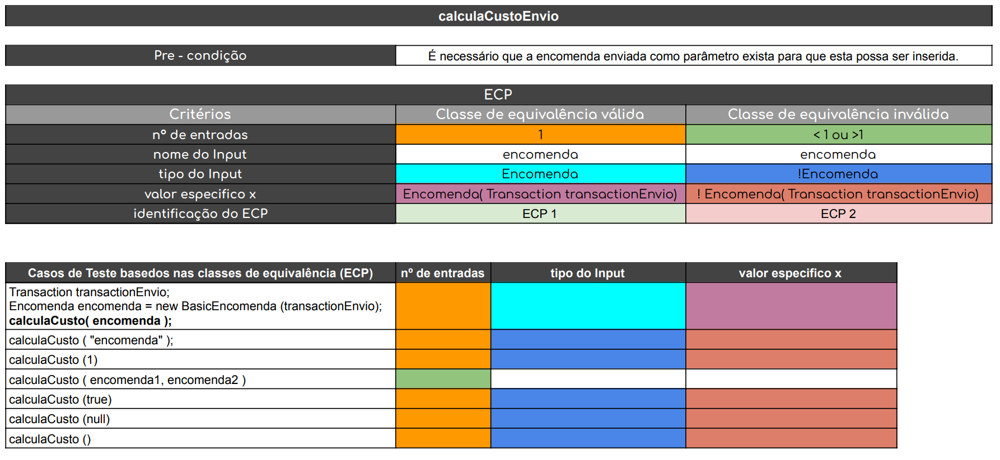 calculaCustoEnvio
Pre - condição
É necessário que a encomenda enviada como parâmetro exista para que esta possa ser inserida.
ECP
Critérios Classe de equivalência válida Classe de equivalência inválida
nº de entradas 1 < 1 ou >1
nome do Input encomenda encomenda
tipo do Input Encomenda !Encomenda
valor especifico x Encomenda( Transaction transactionEnvio) ! Encomenda( Transaction transactionEnvio)
identificação do ECP ECP 1 ECP 2
Casos de Teste basedos nas classes de equivalência (ECP) nº de entradas tipo do Input valor especifico x
Transaction transactionEnvio;
Encomenda encomenda = new BasicEncomenda (transactionEnvio);
calculaCusto( encomenda );
calculaCusto ( "encomenda" );
calculaCusto (1)
calculaCusto ( encomenda1, encomenda2 )
calculaCusto (true)
calculaCusto (null)
calculaCusto ()